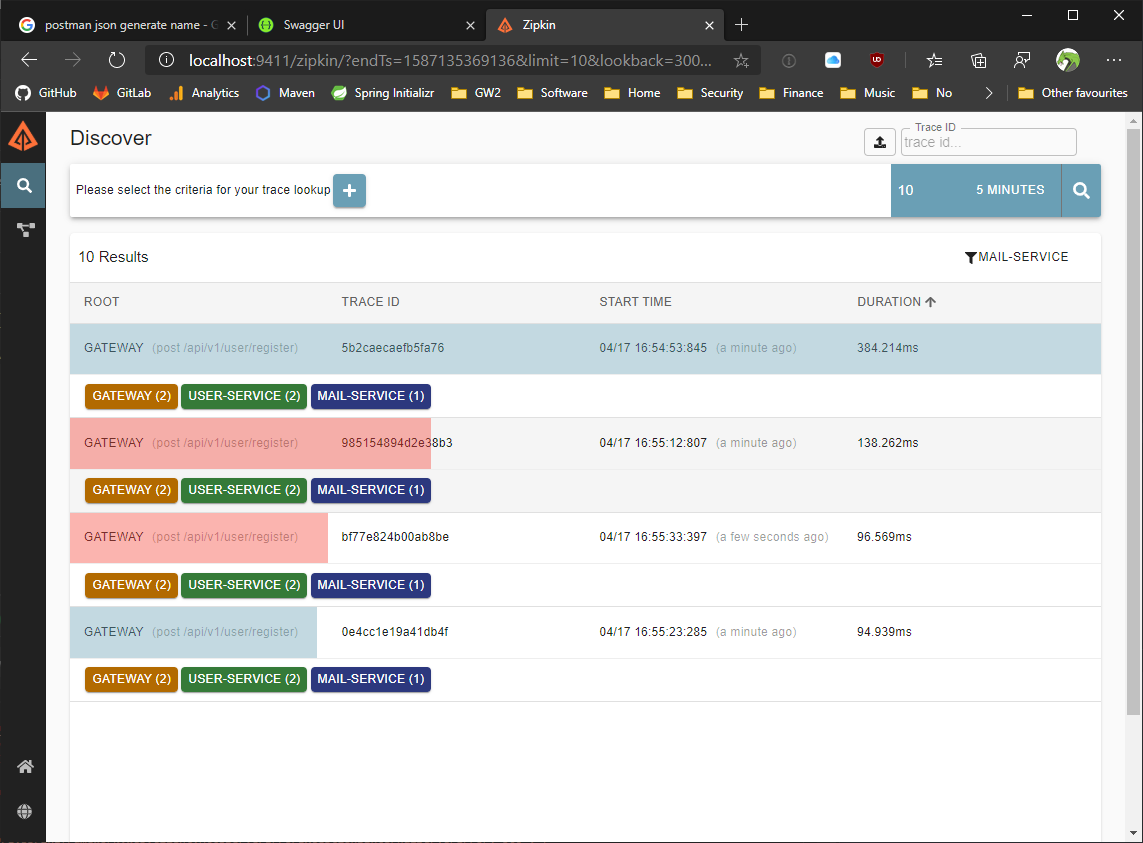 postman json generate name - G
Swagger UI
Zipkin
localhost:9411/zipkin/?endTs=1587135369136&limit=10&lookback=300...
GitHub GitLab Analytics Maven Spring Initializr GW2 Software Home Security Finance Music No Other favourites
Discover
Trace ID
trace id...
Please select the criteria for your trace lookup
10 5 MINUTES
10 Results
MAIL-SERVICE
ROOT TRACE ID START TIME DURATION
GATEWAY (post /api/v1/user/register) 5b2caecaefb5fa76 04/17 16:54:53:845 (a minute ago) 384.214ms
GATEWAY (2) USER-SERVICE (2) MAIL-SERVICE (1)
GATEWAY (post /api/v1/user/register) 985154894d2e38b3 04/17 16:55:12:807 (a minute ago) 138.262ms
GATEWAY (2) USER-SERVICE (2) MAIL-SERVICE (1)
GATEWAY (post /api/v1/user/register) bf77e824b00ab8be 04/17 16:55:33:397 (a few seconds ago) 96.569ms
GATEWAY (2) USER-SERVICE (2) MAIL-SERVICE (1)
GATEWAY (post /api/v1/user/register) 0e4cc1e19a41db4f 04/17 16:55:23:285 (a minute ago) 94.939ms
GATEWAY (2) USER-SERVICE (2) MAIL-SERVICE (1)